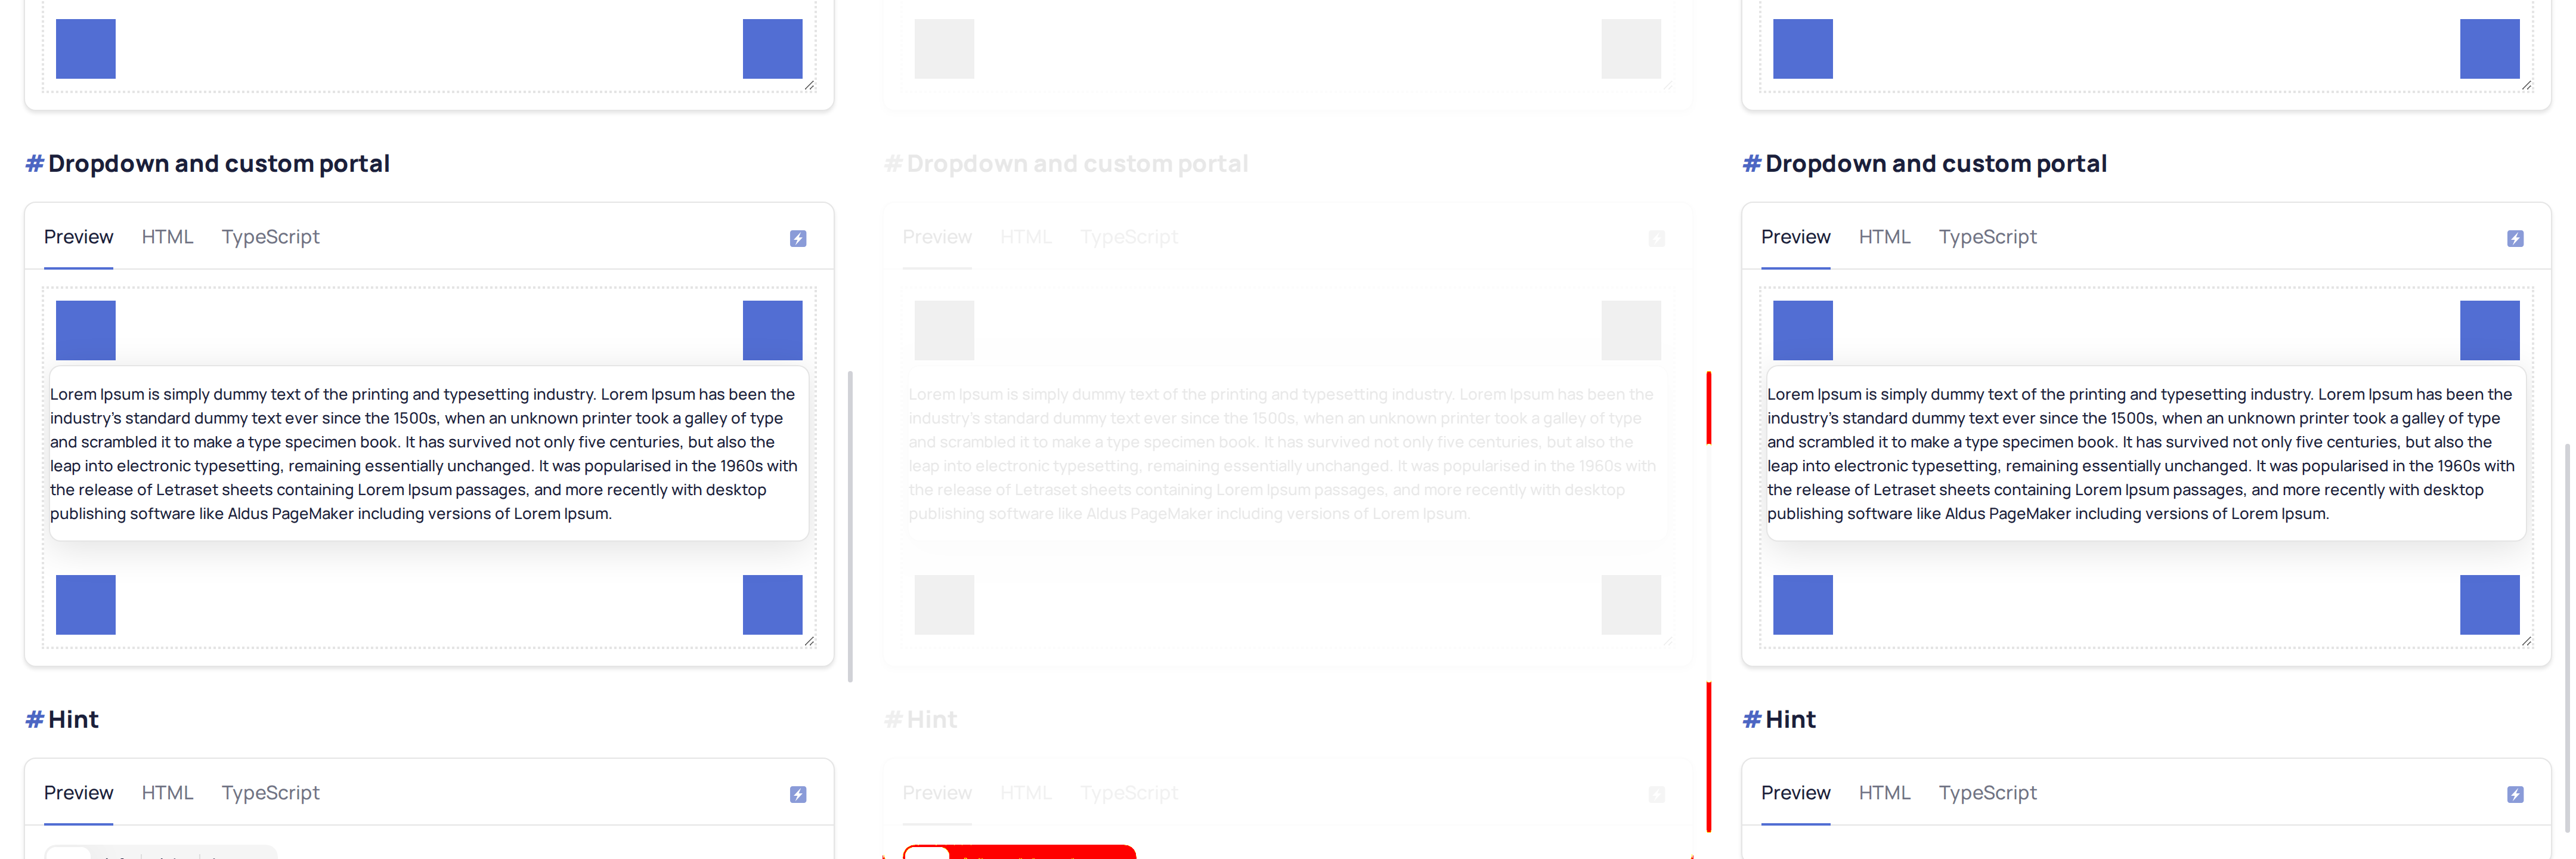 # Dropdown and custom portal
Preview HTML TypeScript
Lorem Ipsum is simply dummy text of the printing and typesetting industry. Lorem Ipsum has been the
industry's standard dummy text ever since the 1500s, when an unknown printer took a galley of type
and scrambled it to make a type specimen book. It has survived not only five centuries, but also the
leap into electronic typesetting, remaining essentially unchanged. It was popularised in the 1960s with
the release of Letraset sheets containing Lorem Ipsum passages, and more recently with desktop
publishing software like Aldus PageMaker including versions of Lorem Ipsum.
# Hint
Preview HTML TypeScript
# Dropdown and custom portal
Preview HTML TypeScript
Lorem Ipsum is simply dummy text of the printing and typesetting industry. Lorem Ipsum has been the
industry's standard dummy text ever since the 1500s, when an unknown printer took a galley of type
and scrambled it to make a type specimen book. It has survived not only five centuries, but also the
leap into electronic typesetting, remaining essentially unchanged. It was popularised in the 1960s with
the release of Letraset sheets containing Lorem Ipsum passages, and more recently with desktop
publishing software like Aldus PageMaker including versions of Lorem Ipsum.
# Hint
Preview HTML TypeScript
# Dropdown and custom portal
Preview HTML TypeScript
Lorem Ipsum is simply dummy text of the printing and typesetting industry. Lorem Ipsum has been the
industry's standard dummy text ever since the 1500s, when an unknown printer took a galley of type
and scrambled it to make a type specimen book. It has survived not only five centuries, but also the
leap into electronic typesetting, remaining essentially unchanged. It was popularised in the 1960s with
the release of Letraset sheets containing Lorem Ipsum passages, and more recently with desktop
publishing software like Aldus PageMaker including versions of Lorem Ipsum.
# Hint
Preview HTML TypeScript